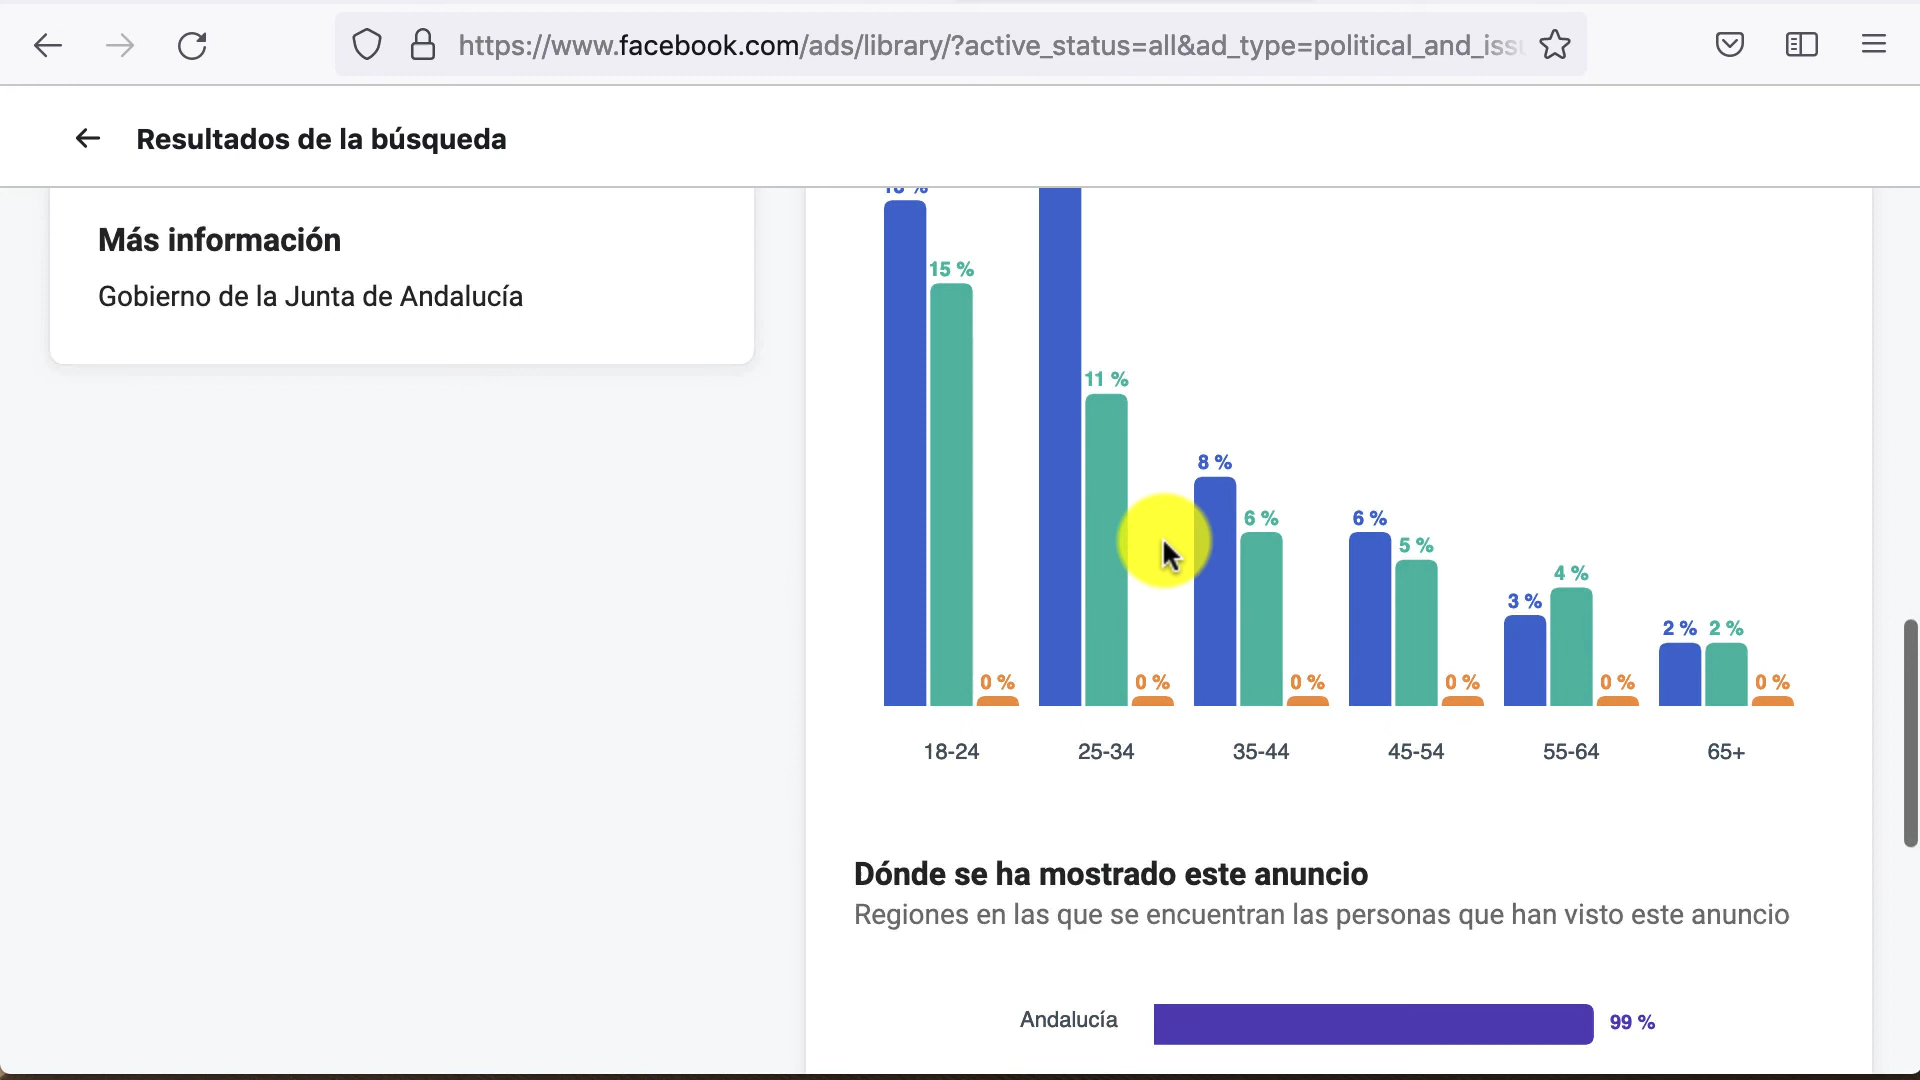 https://www.facebook.com/ads/library/?active_status=all&ad_type=political_and_issu
Resultados de la búsqueda
Más información
Gobierno de la Junta de Andalucía
15 %
11 %
8 %
6 %
6 %
5 %
4 %
3 %
2 % 2 %
0 % 0 % 0 % 0 % 0 % 0 %
18-24 25-34 35-44 45-54 55-64 65+
Dónde se ha mostrado este anuncio
Regiones en las que se encuentran las personas que han visto este anuncio
Andalucía 99 %